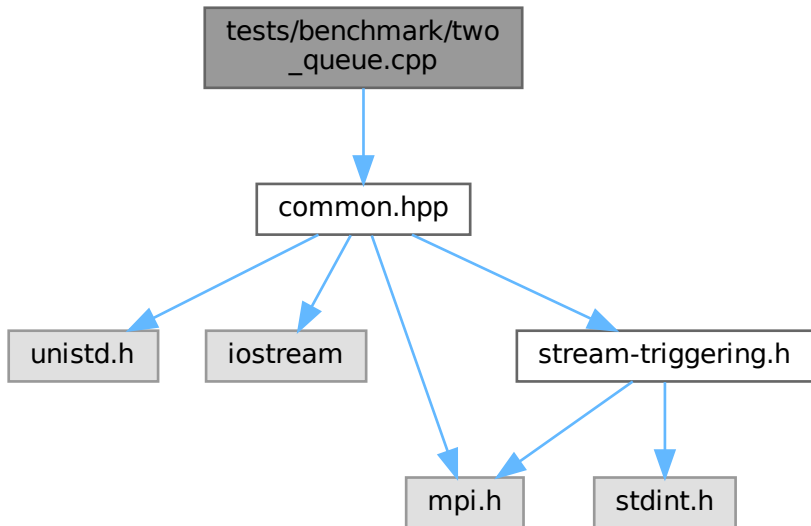 tests/benchmark/two
_queue.cpp
common.hpp
unistd.h
iostream
stream-triggering.h
mpi.h
stdint.h